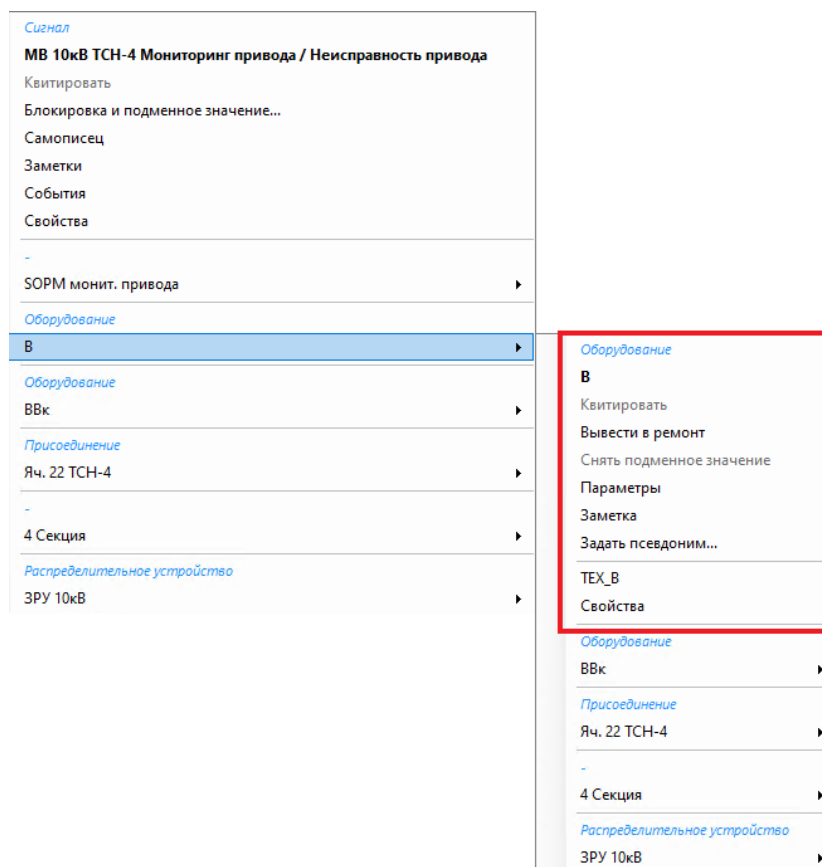 Сигнал
МВ 10кВ ТСН-4 Мониторинг привода / Неисправность привода
Квитировать
Блокировка и подменное значение...
Самописец
Заметки
События
Свойства
-
SOPM монит. привода
Оборудование
В
Оборудование
ВВк
Присоединение
Яч. 22 ТСН-4
-
4 Секция
Распределительное устройство
ЗРУ 10кВ
Оборудование
В
Квитировать
Вывести в ремонт
Снять подменное значение
Параметры
Заметка
Задать псевдоним...
TEX_B
Свойства
Оборудование
ВВк
Присоединение
Яч. 22 ТСН-4
-
4 Секция
Распределительное устройство
ЗРУ 10кВ